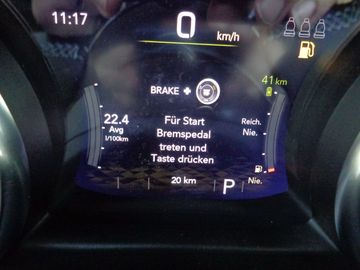 11:17 0 km/h
41 km
BRAKE +
22.4 Für Start Reich.
Avg Bremspedal Nie.
l/100km treten und
Taste drücken
20 km P Nie.